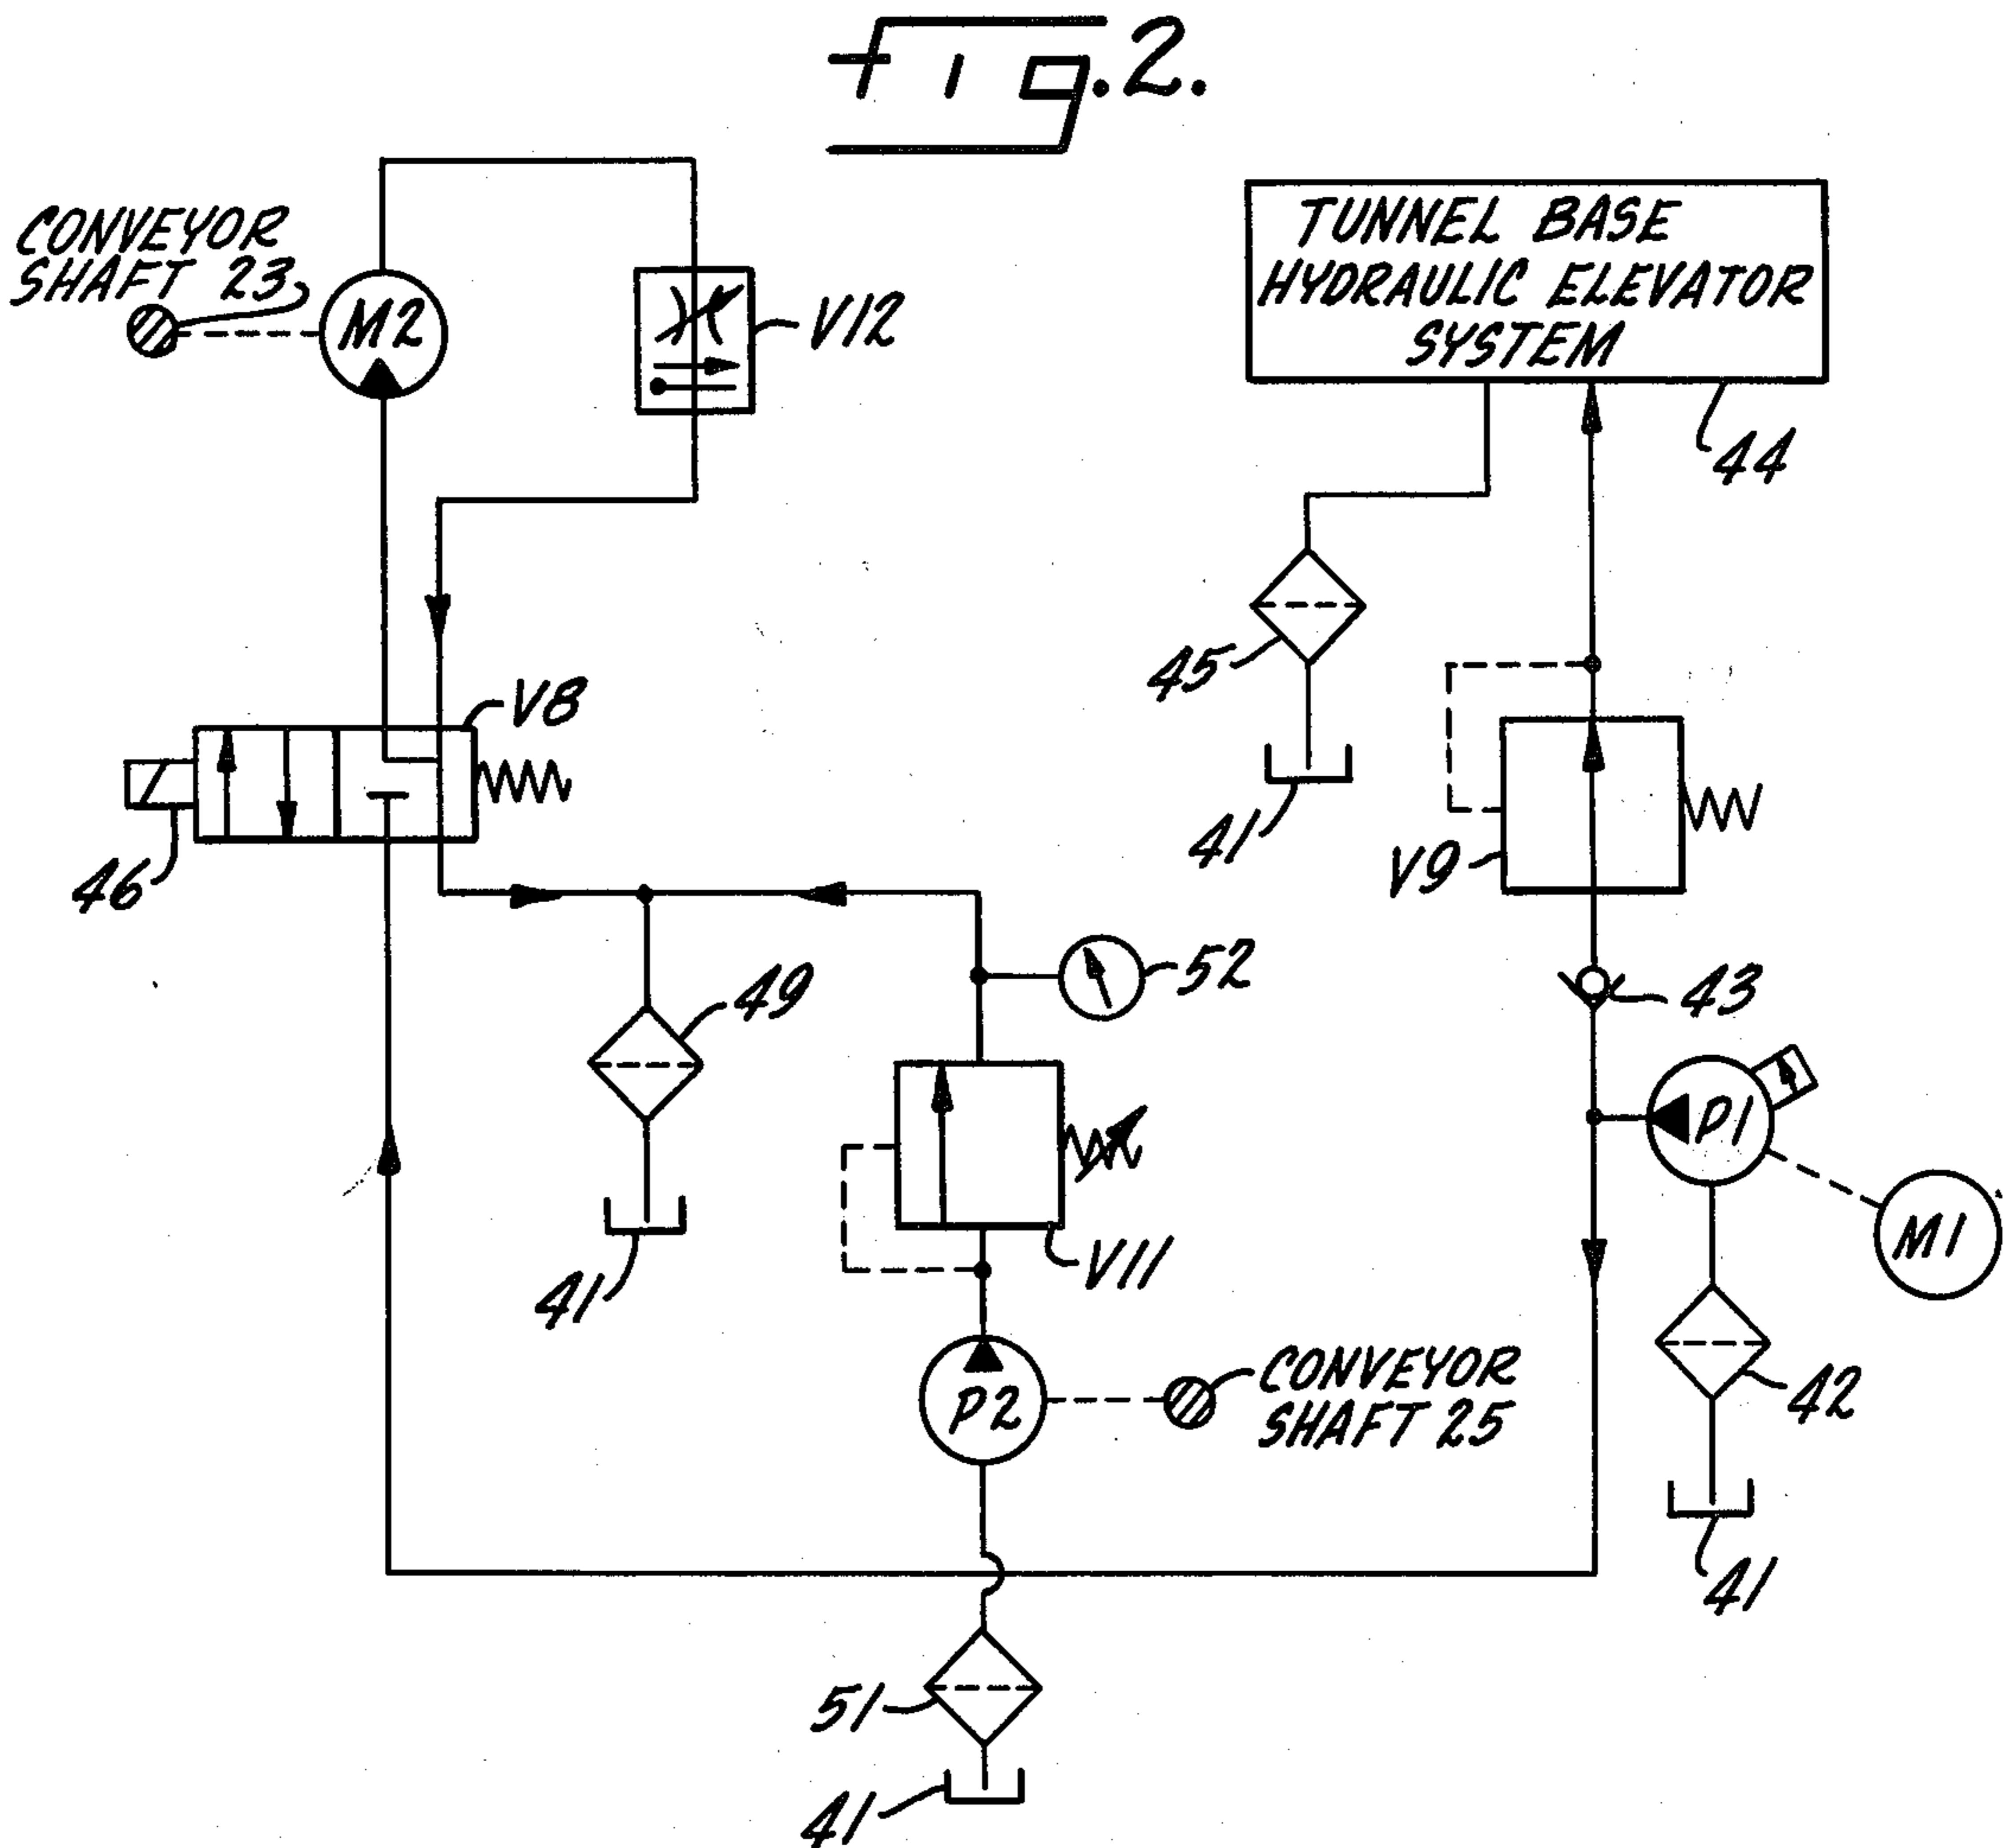 Fig. 2.
CONVEYOR
SHAFT 23
M2
V12
TUNNEL BASE
HYDRAULIC ELEVATOR
SYSTEM
44
45
41
V8
46
V9
52
43
49
P1
M1
V11
41
P2
CONVEYOR
SHAFT 25
42
41
51
41